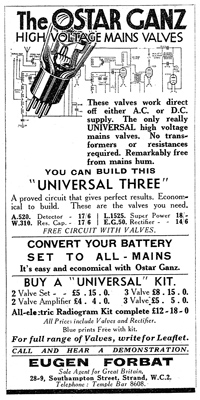 The OSTAR GANZ
HIGH VOLTAGE MAINS VALVES
These valves work direct
off either A.C. or D.C.
supply. The only really
UNIVERSAL high voltage
mains valves. No trans-
formers or resistances
required. Remarkably free
from mains hum.
YOU CAN BUILD THIS
"UNIVERSAL THREE"
A proved circuit that gives perfect results. Econom-
ical to build. These are the valves you need.
A.520. Detector - 17 6 L.1525. Super Power 18/-
W.310. Res. Cap. - 17 6 E.G.50. Rectifier - - 14 6
FREE CIRCUIT WITH VALVES.
CONVERT YOUR BATTERY
SET TO ALL - MAINS
It's easy and economical with Ostar Ganz.
BUY A "UNIVERSAL" KIT.
2 Valve Set - - £5 . 15 . 0. 3 Valve £8 . 15 . 0.
2 Valve Amplifier £4 . 4 . 0. 3 Valve £5 . 5 . 0.
All-electric Radiogram Kit complete £12 - 18 - 0
All Prices include Valves and Rectifier.
Blue prints Free with kit.
For full range of Valves, write for Leaflet.
CALL AND HEAR A DEMONSTRATION.
EUGEN FORBAT
Sole Agent for Great Britain,
28-9, Southampton Street, Strand, W.C.2.
Telephone: Temple Bar 8608.